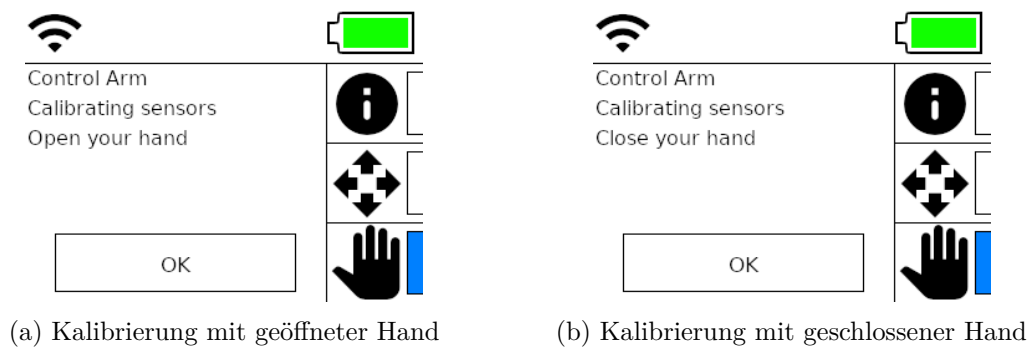 Control Arm
Calibrating sensors
Open your hand
OK
(a) Kalibrierung mit geöffneter Hand
Control Arm
Calibrating sensors
Close your hand
OK
(b) Kalibrierung mit geschlossener Hand